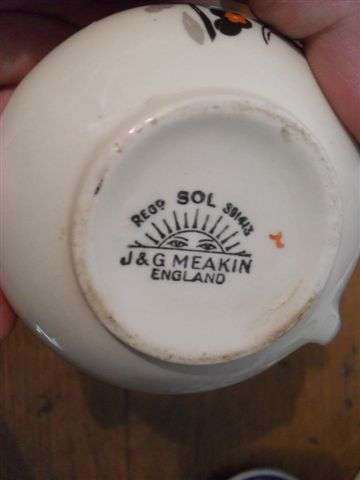 REGD SOL 391413
J & G MEAKIN
ENGLAND